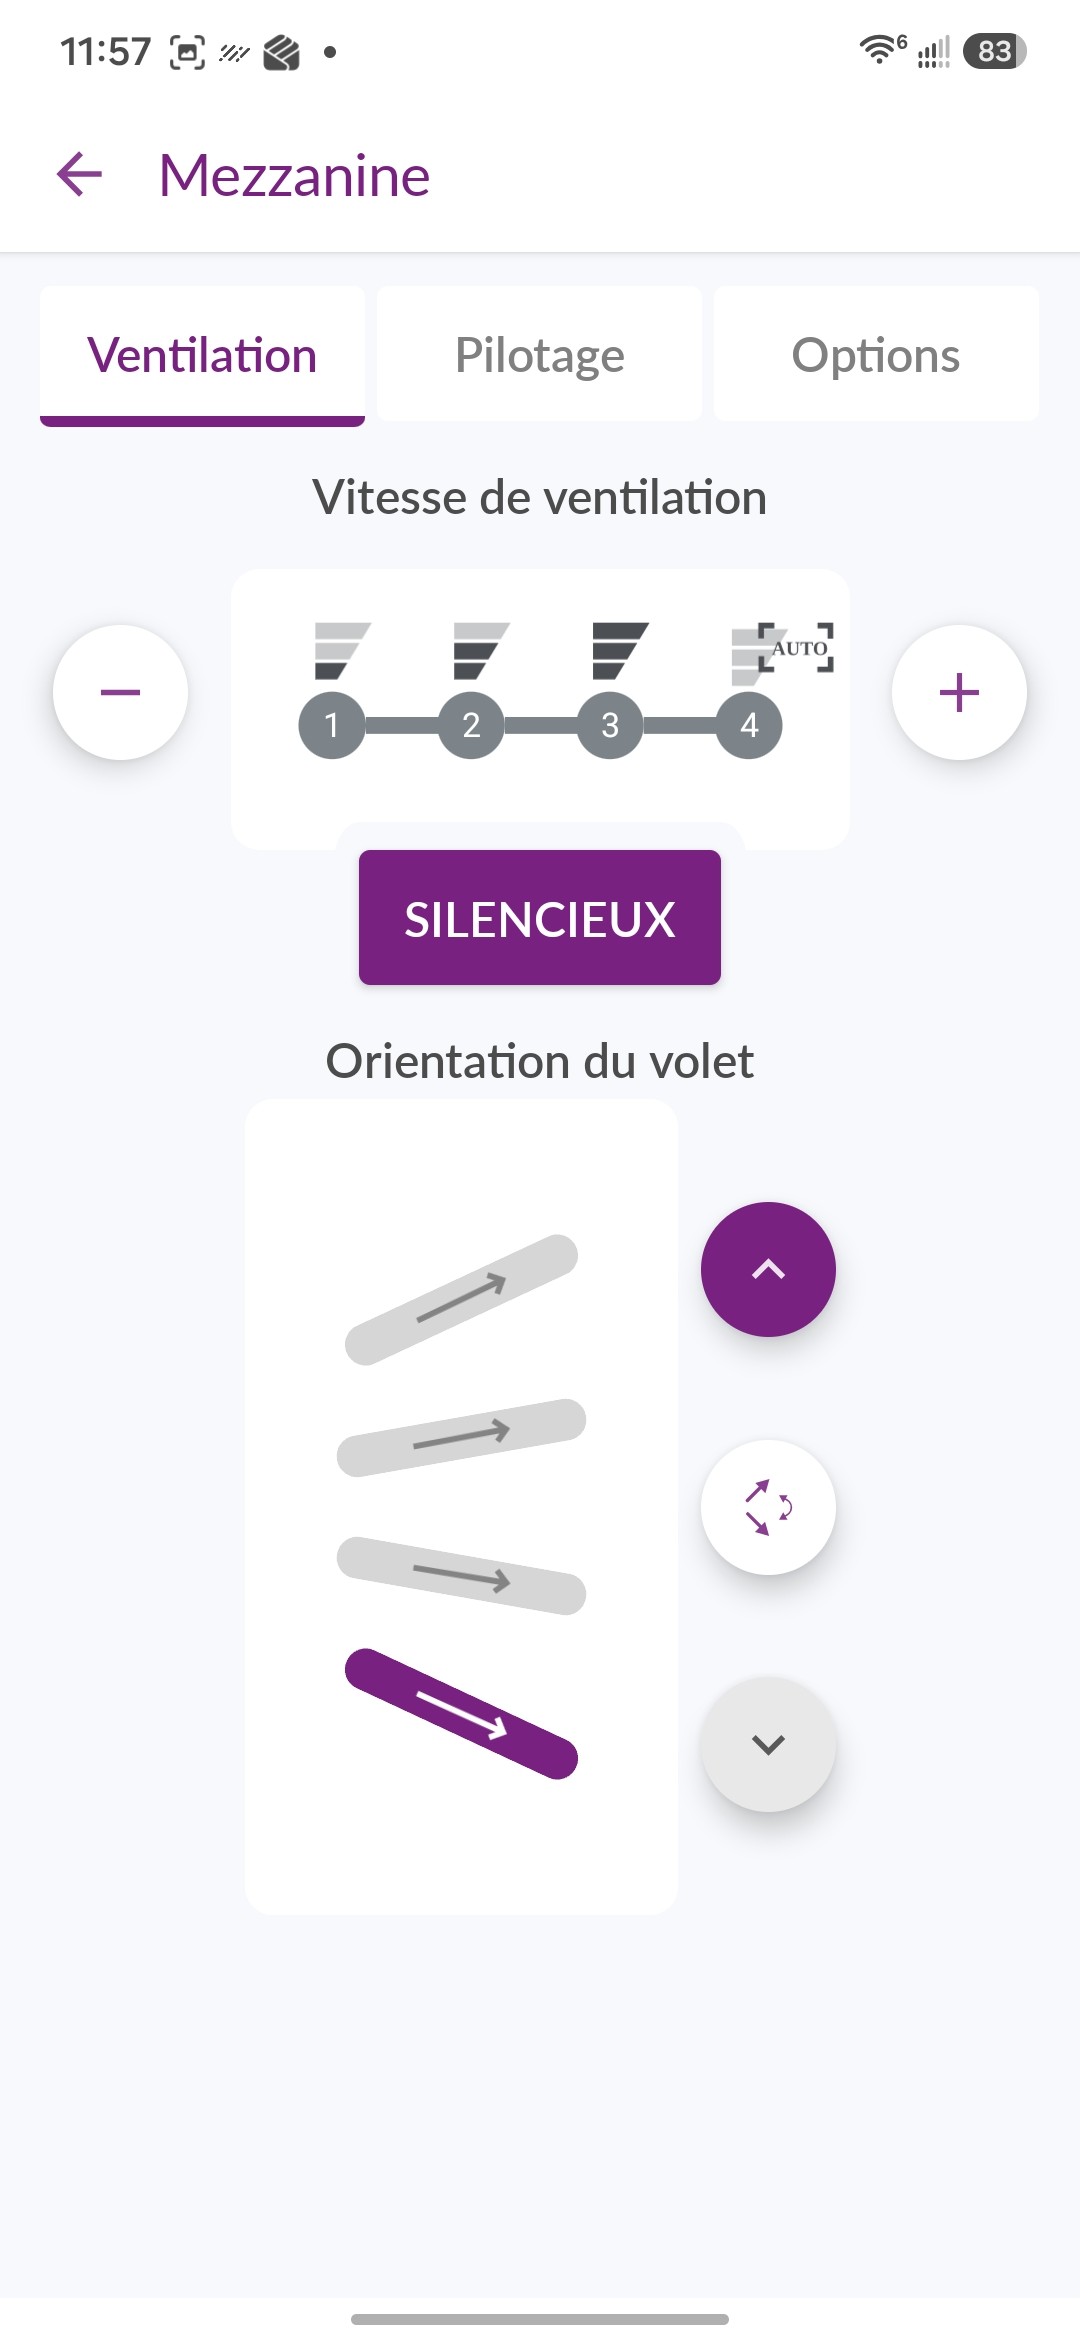 11:57
6
83
Mezzanine
Ventilation Pilotage Options
Vitesse de ventilation
AUTO
1 2 3 4
SILENCIEUX
Orientation du volet